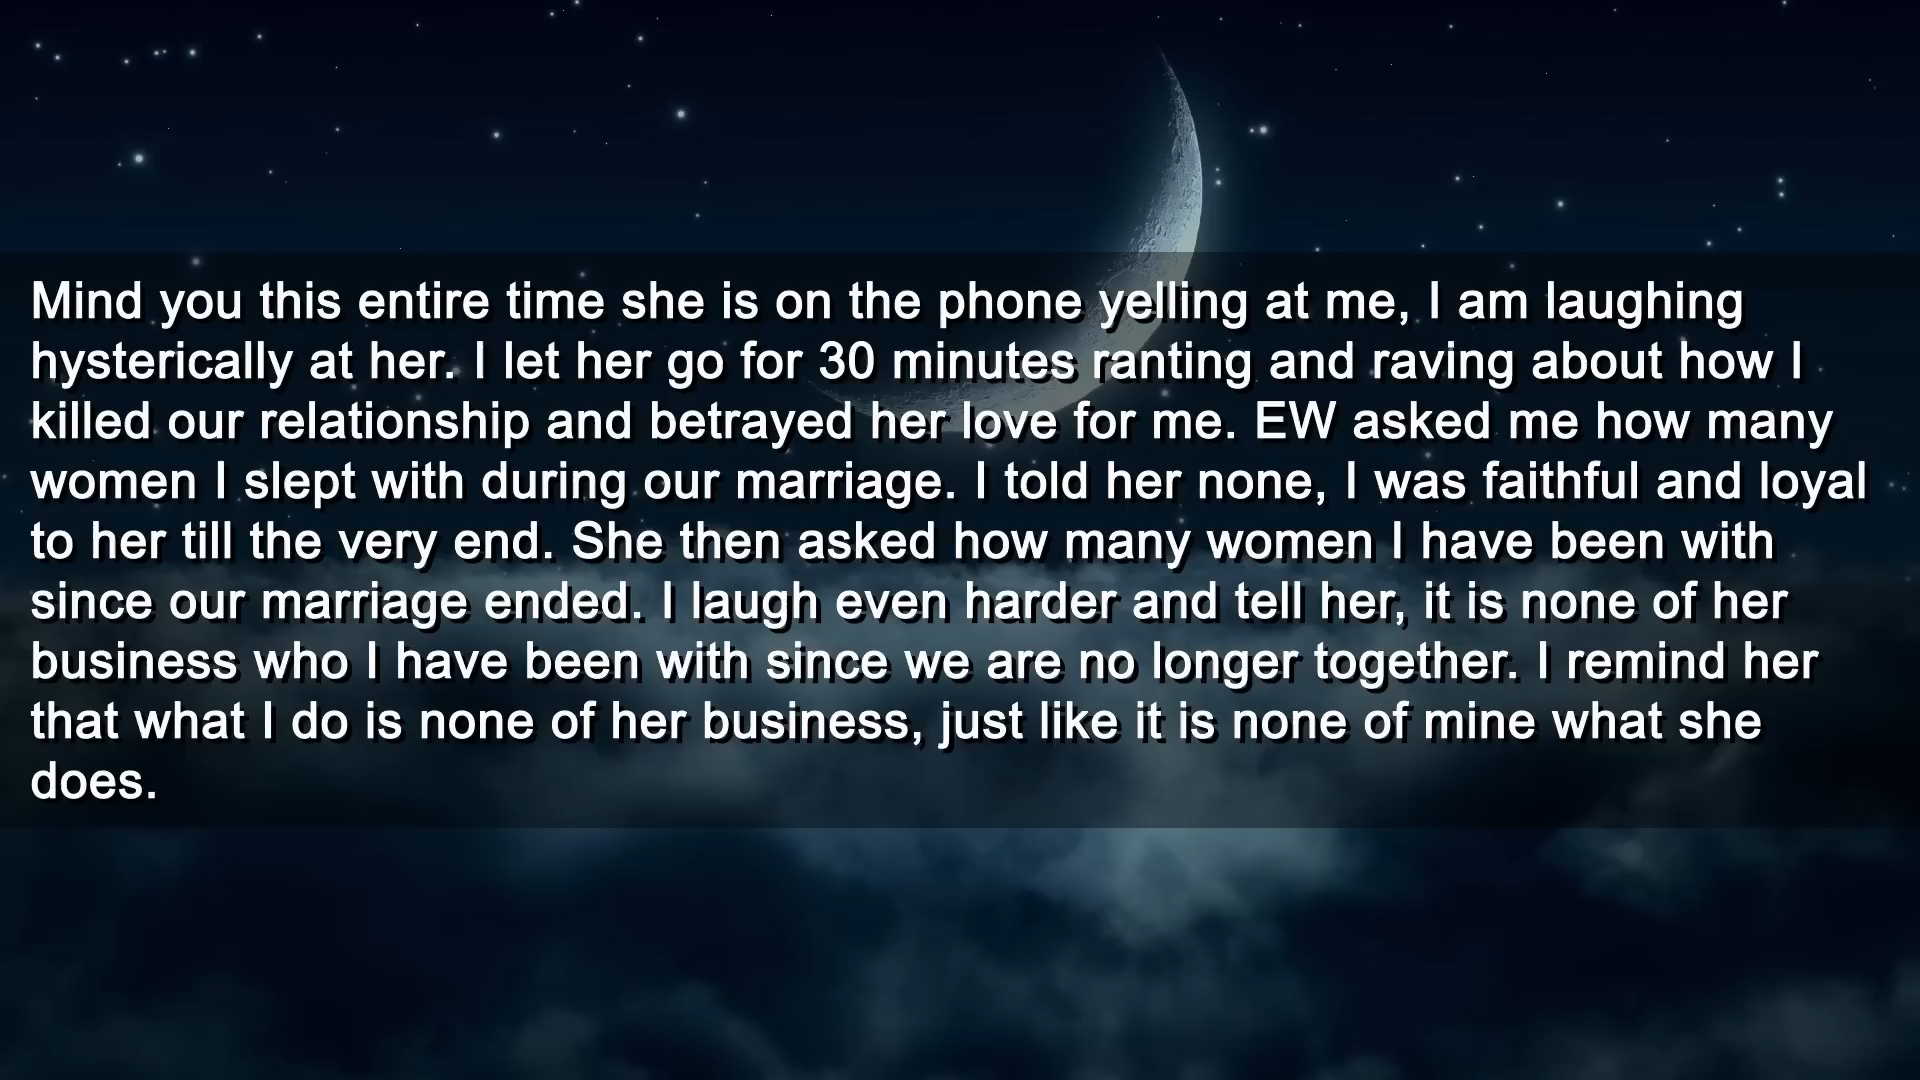 Mind you this entire time she is on the phone yelling at me, I am laughing
hysterically at her. I let her go for 30 minutes ranting and raving about how I
killed our relationship and betrayed her love for me. EW asked me how many
women I slept with during our marriage. I told her none, I was faithful and loyal
to her till the very end. She then asked how many women I have been with
since our marriage ended. I laugh even harder and tell her, it is none of her
business who I have been with since we are no longer together. I remind her
that what I do is none of her business, just like it is none of mine what she
does.